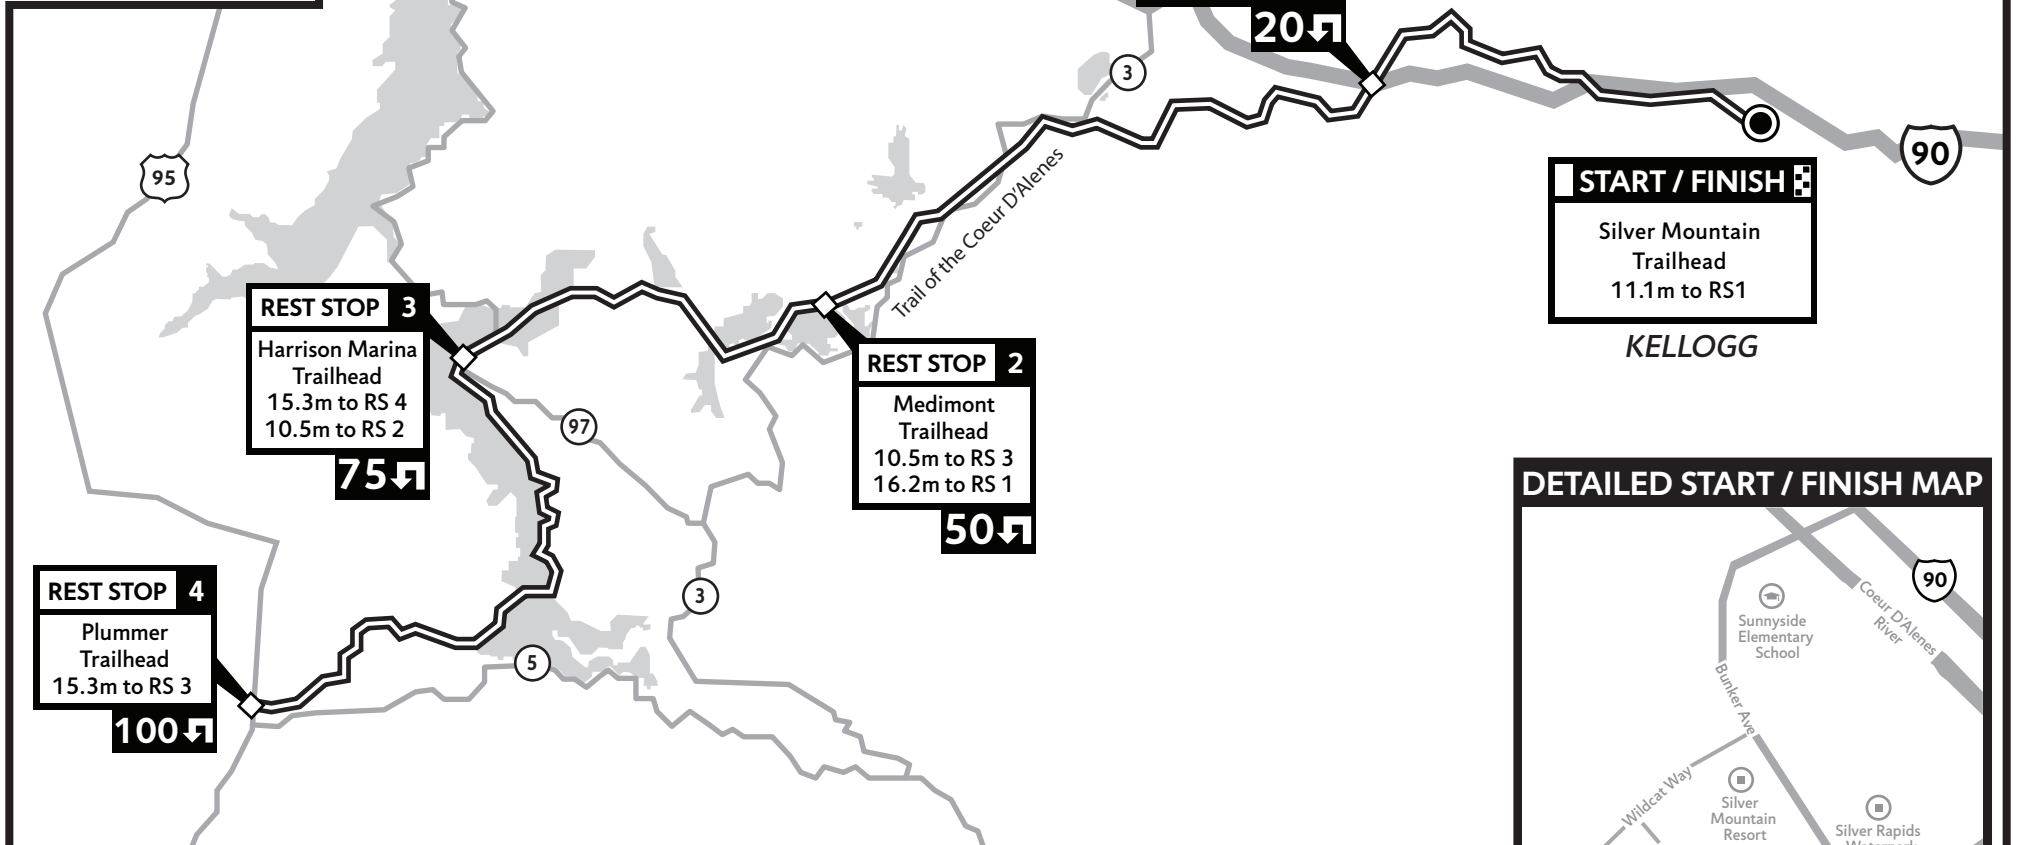 20
3
90
95
START / FINISH
Silver Mountain
Trailhead
11.1m to RS1
KELLOGG
Trail of the Coeur D'Alenes
REST STOP 3
Harrison Marina
Trailhead
15.3m to RS 4
10.5m to RS 2
75
REST STOP 2
Medimont
Trailhead
10.5m to RS 3
16.2m to RS 1
50
97
3
5
REST STOP 4
Plummer
Trailhead
15.3m to RS 3
100
DETAILED START / FINISH MAP
90
Coeur D'Alenes
River
Sunnyside
Elementary
School
Bunker Ave
Wildcat Way
Silver
Mountain
Resort
Silver Rapids